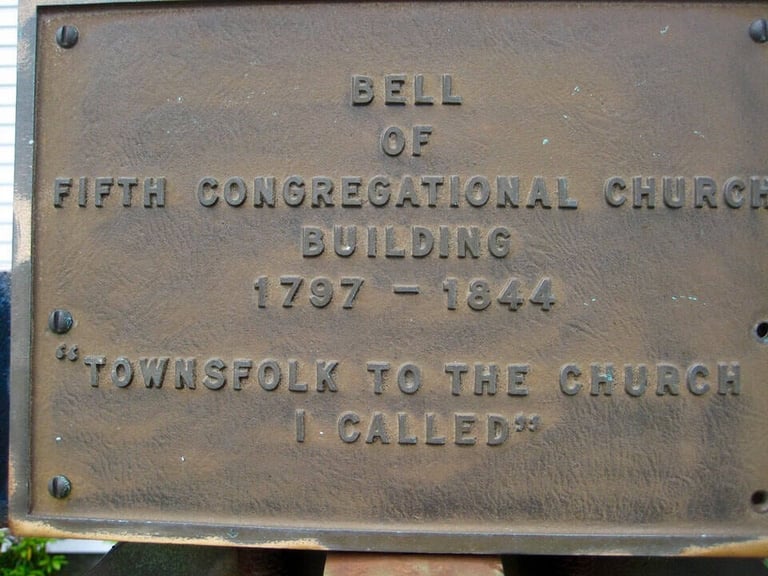 BELL
OF
FIFTH CONGREGATIONAL CHURCH
BUILDING
1797 – 1844
“TOWNSFOLK TO THE CHURCH
I CALLED”